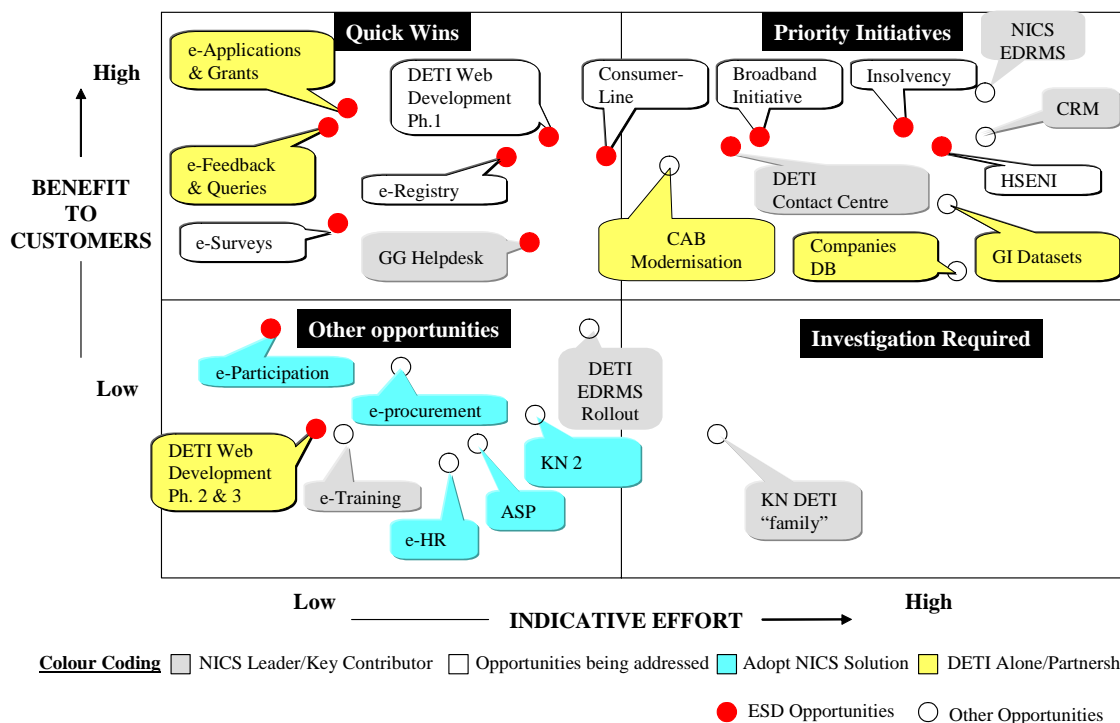 Quick Wins
Priority Initiatives
NICS
EDRMS
e-Applications
& Grants
High
DETI Web
Development
Ph.1
Consumer-
Line
Broadband
Initiative
Insolvency
CRM
e-Feedback
& Queries
BENEFIT
TO
CUSTOMERS
e-Registry
DETI
Contact Centre
HSENI
e-Surveys
GG Helpdesk
CAB
Modernisation
Companies
DB
GI Datasets
Other opportunities
Investigation Required
e-Participation
Low
e-procurement
DETI
EDRMS
Rollout
DETI Web
Development
Ph. 2 & 3
KN 2
e-Training
ASP
KN DETI
“family”
e-HR
Low
High
INDICATIVE EFFORT
Colour Coding
NICS Leader/Key Contributor
Opportunities being addressed
Adopt NICS Solution
DETI Alone/Partnersh
ESD Opportunities
Other Opportunities